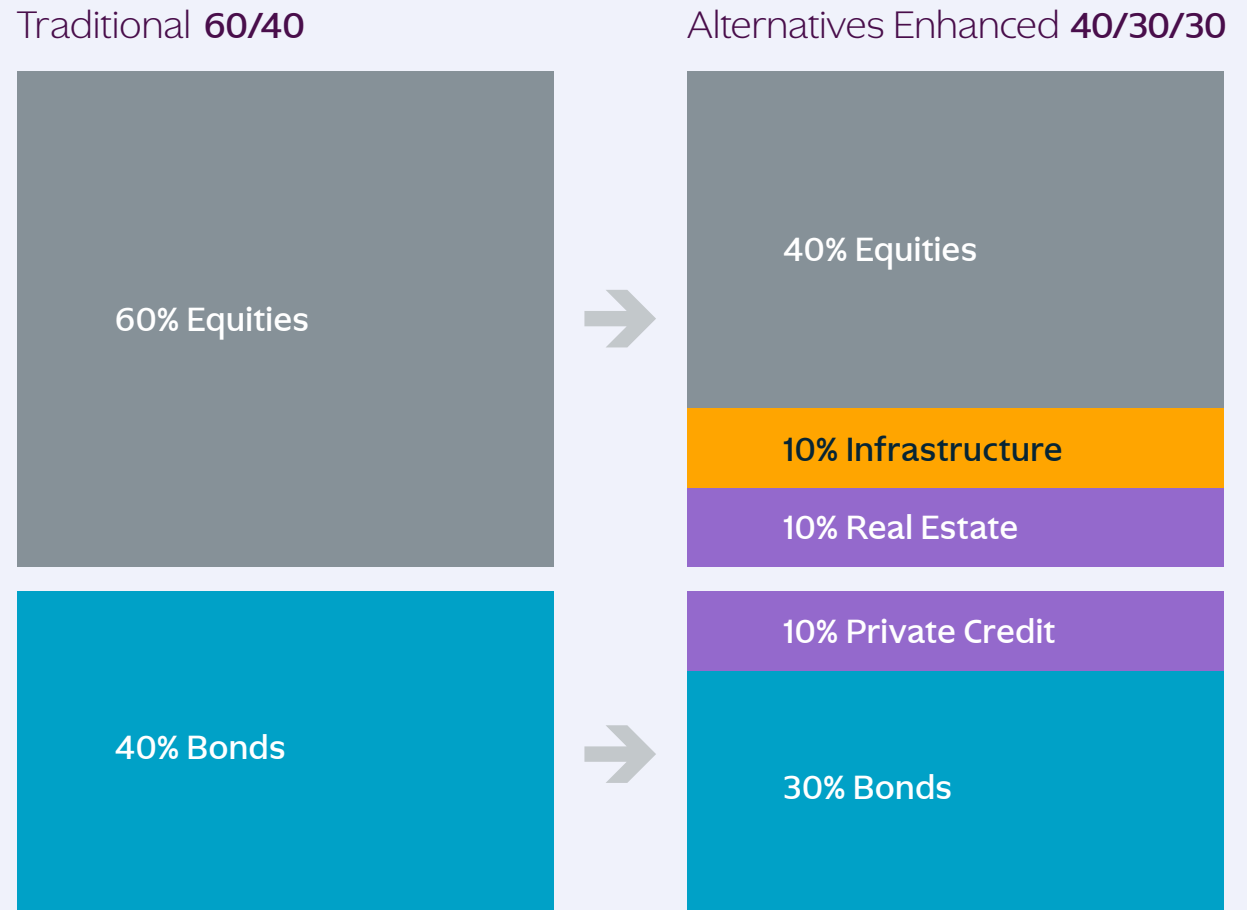 Traditional 60/40
Alternatives Enhanced 40/30/30
60% Equities
40% Equities
10% Infrastructure
10% Real Estate
40% Bonds
10% Private Credit
30% Bonds